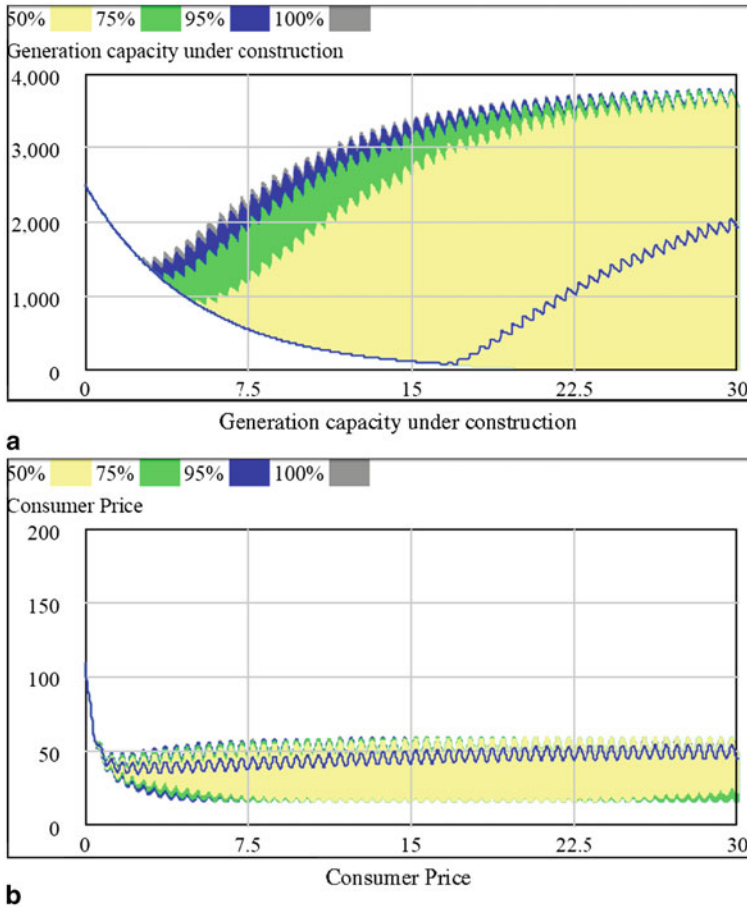 50% 75% 95% 100%
Generation capacity under construction
4,000
3,000
2,000
1,000
0
0 7.5 15 22.5 30
Generation capacity under construction
a
50% 75% 95% 100%
Consumer Price
200
150
100
50
0
0 7.5 15 22.5 30
Consumer Price
b